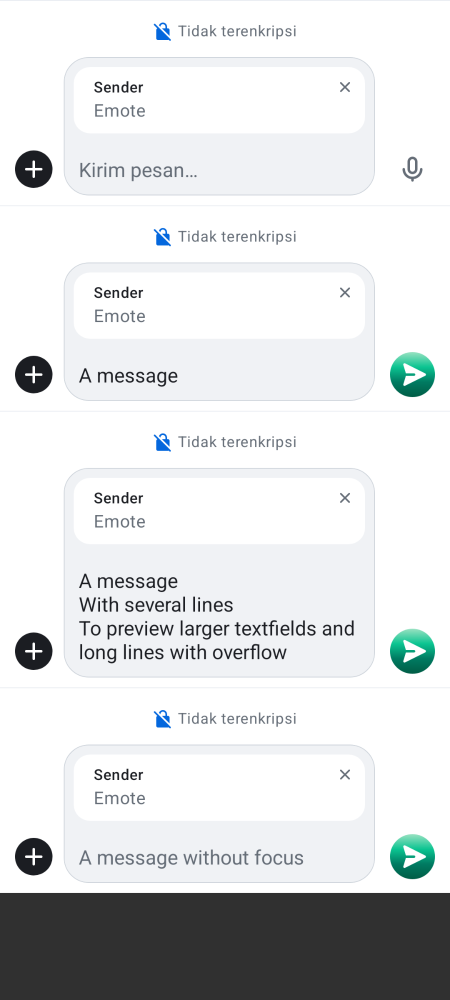 Tidak terenkripsi
Sender
Emote
Kirim pesan…
Tidak terenkripsi
Sender
Emote
A message
Tidak terenkripsi
Sender
Emote
A message
With several lines
To preview larger textfields and
long lines with overflow
Tidak terenkripsi
Sender
Emote
A message without focus